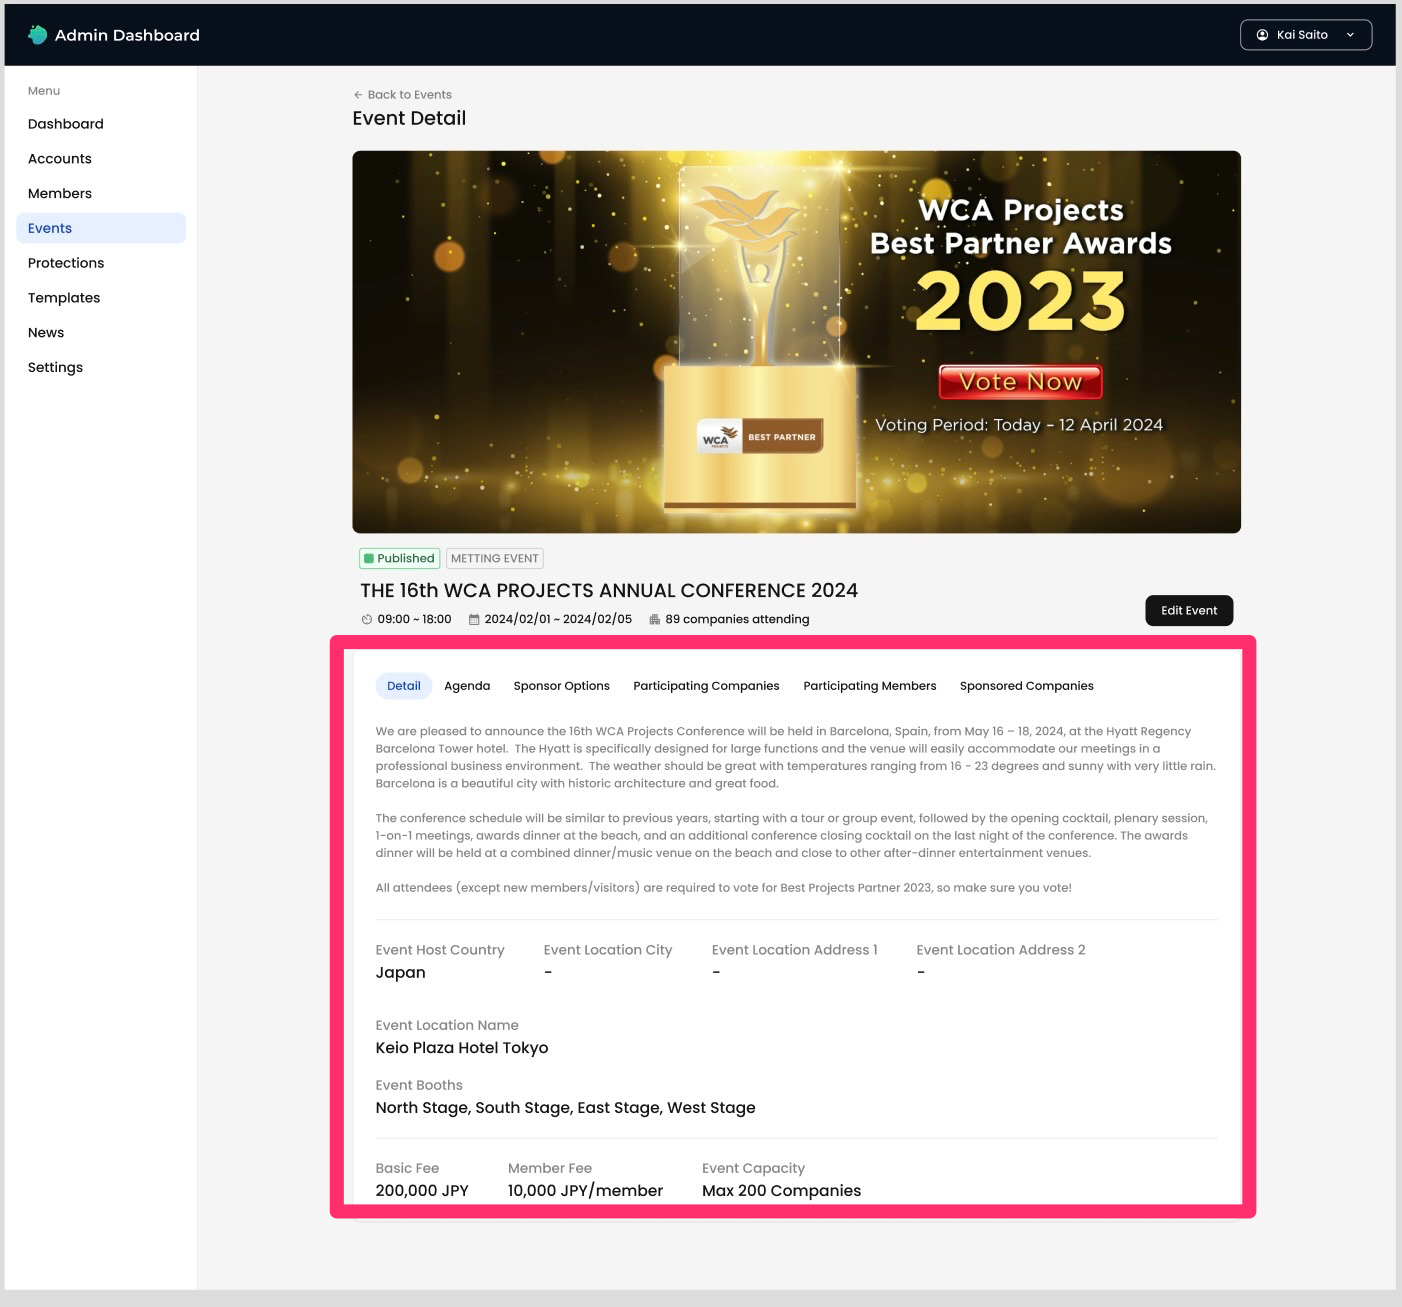 Admin Dashboard
Kai Saito
Menu
Dashboard
Accounts
Members
Events
Protections
Templates
News
Settings
← Back to Events
Event Detail
WCA Projects
Best Partner Awards
2023
Vote Now
Voting Period: Today – 12 April 2024
WCA
PROJECTS
BEST PARTNER
Published
METTING EVENT
THE 16th WCA PROJECTS ANNUAL CONFERENCE 2024
09:00 ~ 18:00
2024/02/01 ~ 2024/02/05
89 companies attending
Edit Event
Detail
Agenda
Sponsor Options
Participating Companies
Participating Members
Sponsored Companies
We are pleased to announce the 16th WCA Projects Conference will be held in Barcelona, Spain, from May 16 – 18, 2024, at the Hyatt Regency
Barcelona Tower hotel.  The Hyatt is specifically designed for large functions and the venue will easily accommodate our meetings in a
professional business environment.  The weather should be great with temperatures ranging from 16 - 23 degrees and sunny with very little rain.
Barcelona is a beautiful city with historic architecture and great food.
The conference schedule will be similar to previous years, starting with a tour or group event, followed by the opening cocktail, plenary session,
1-on-1 meetings, awards dinner at the beach, and an additional conference closing cocktail on the last night of the conference. The awards
dinner will be held at a combined dinner/music venue on the beach and close to other after-dinner entertainment venues.
All attendees (except new members/visitors) are required to vote for Best Projects Partner 2023, so make sure you vote!
Event Host Country
Japan
Event Location City
-
Event Location Address 1
-
Event Location Address 2
-
Event Location Name
Keio Plaza Hotel Tokyo
Event Booths
North Stage, South Stage, East Stage, West Stage
Basic Fee
200,000 JPY
Member Fee
10,000 JPY/member
Event Capacity
Max 200 Companies